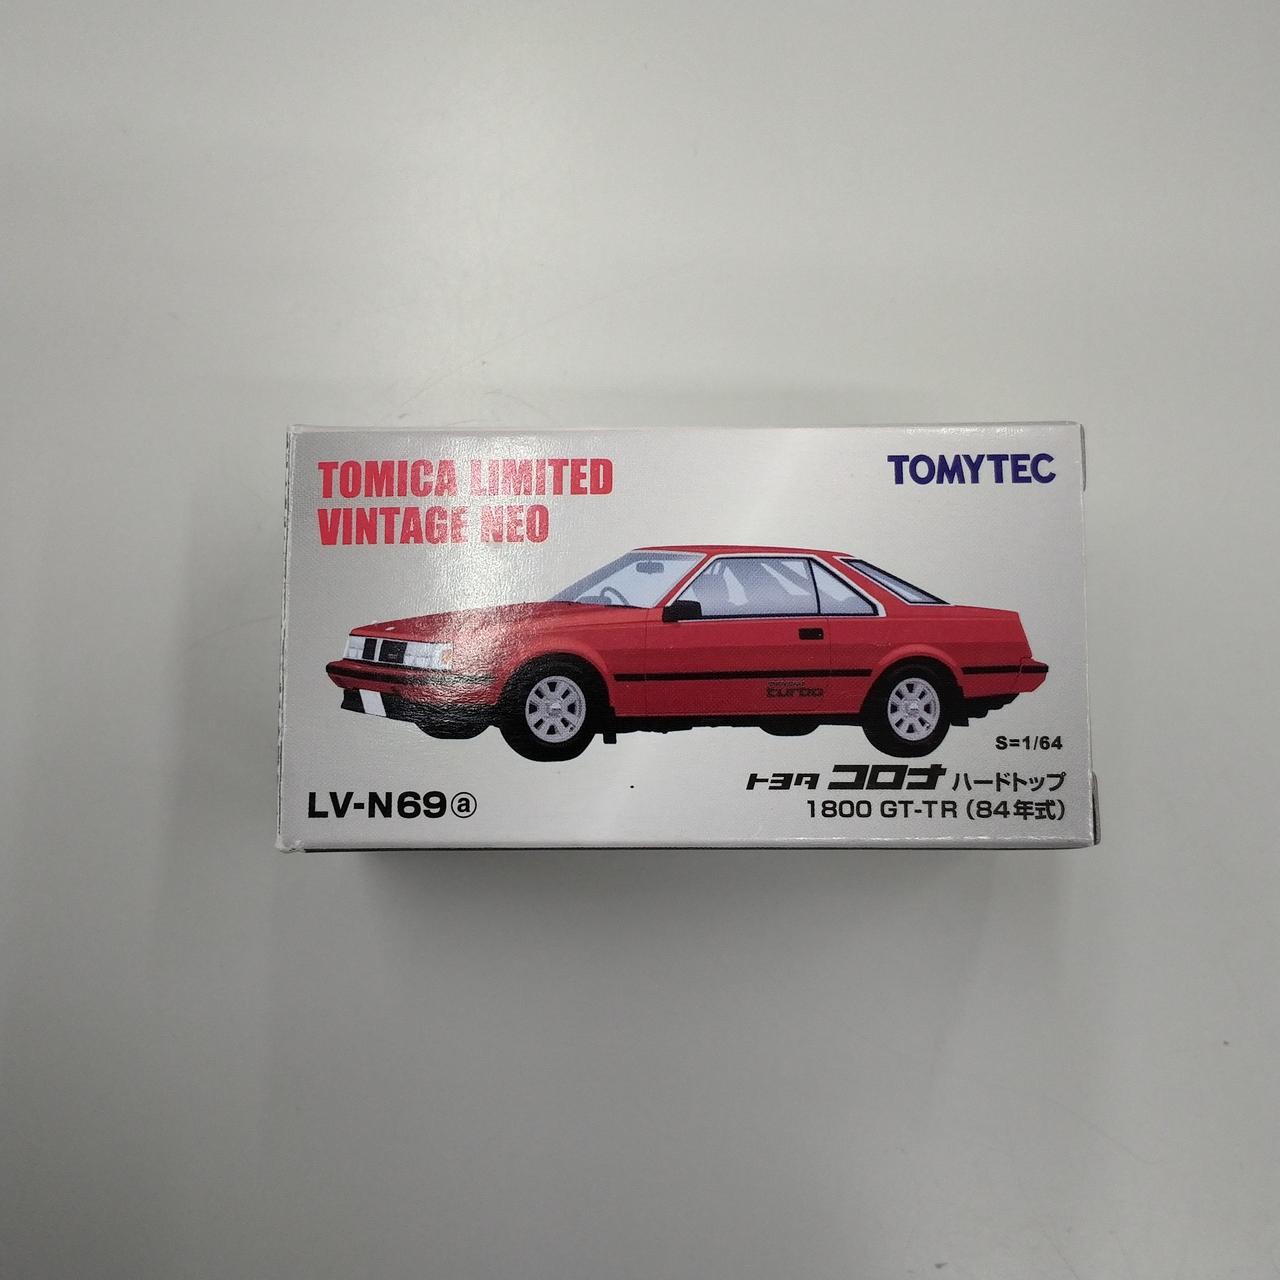 TOMICA LIMITED
VINTAGE NEO
TOMYTEC
turbo
S=1/64
トヨタ コロナ ハードトップ
1800 GT-TR (84年式)
LV-N69ⓐ